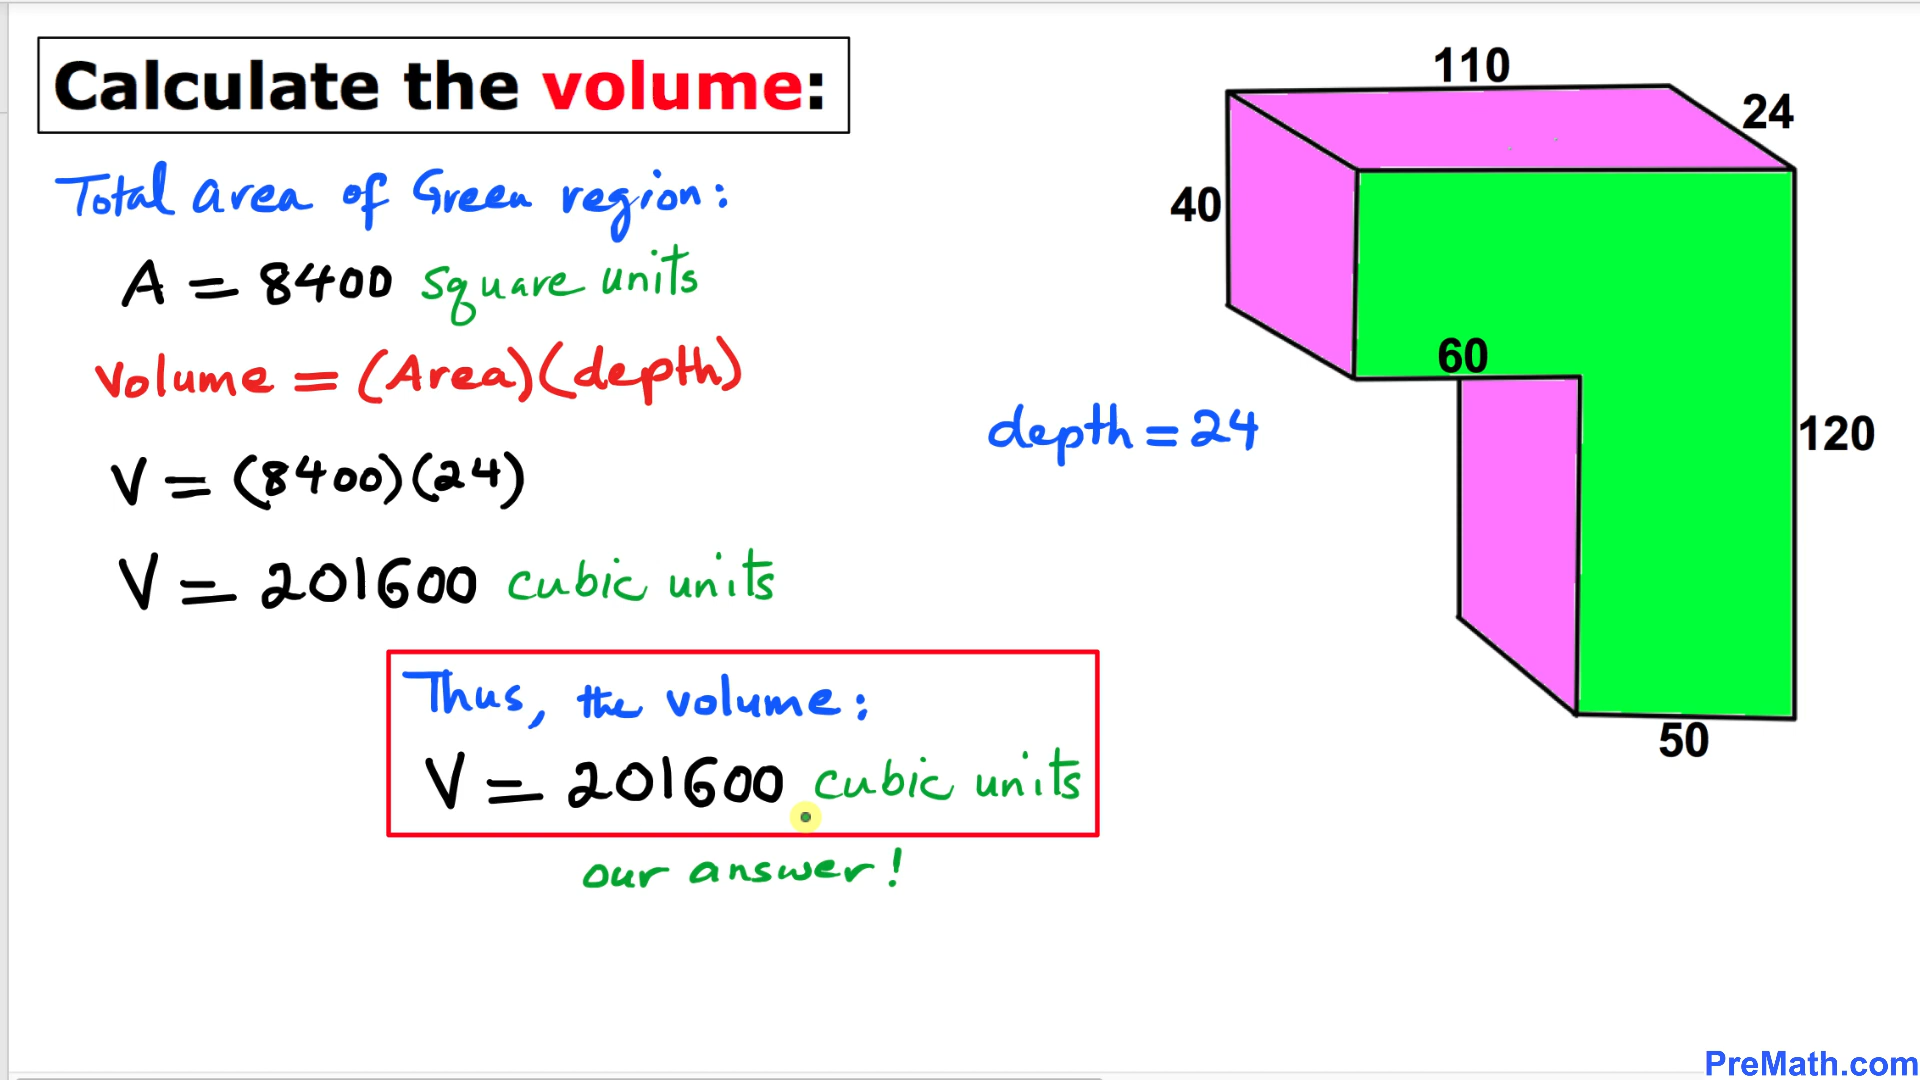 Calculate the volume:
Total area of Green region:
A = 8400 square units
Volume = (Area)(depth)
V = (8400)(24)
V = 201600 cubic units
Thus, the volume:
V = 201600 cubic units
our answer!
depth = 24
110
24
40
60
120
50
PreMath.com